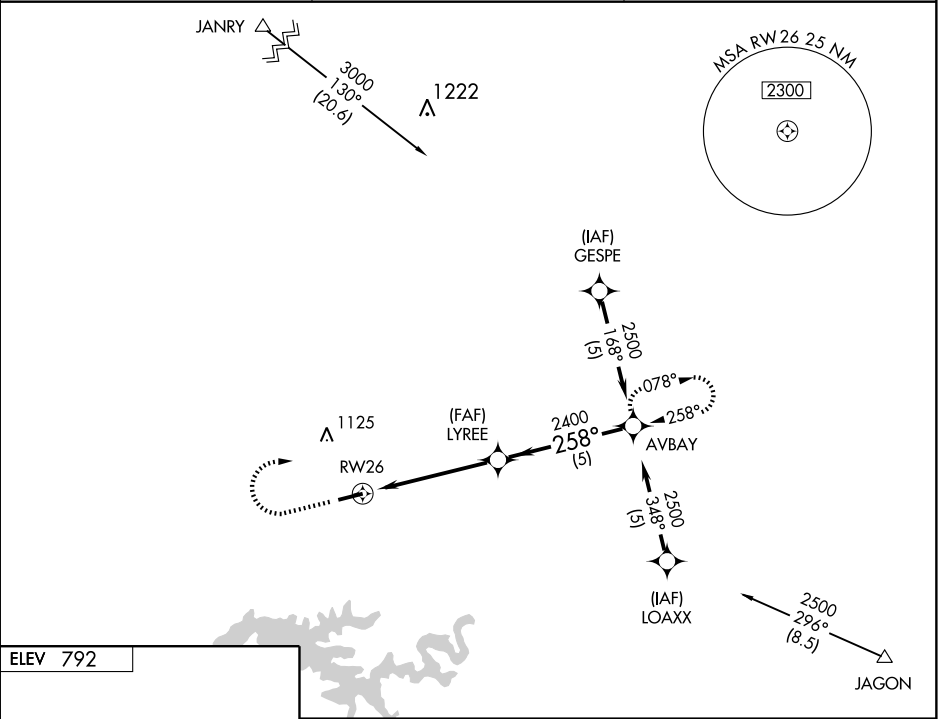 JANRY
3000
130°
(20.6)
1222
MSA RW26 25 NM
2300
(IAF)
GESPE
2500
168°
(5)
078°
258°
AVBAY
2400
258°
(5)
(FAF)
LYREE
1125
RW26
2500
348°
(5)
(IAF)
LOAXX
2500
296°
(8.5)
JAGON
ELEV 792